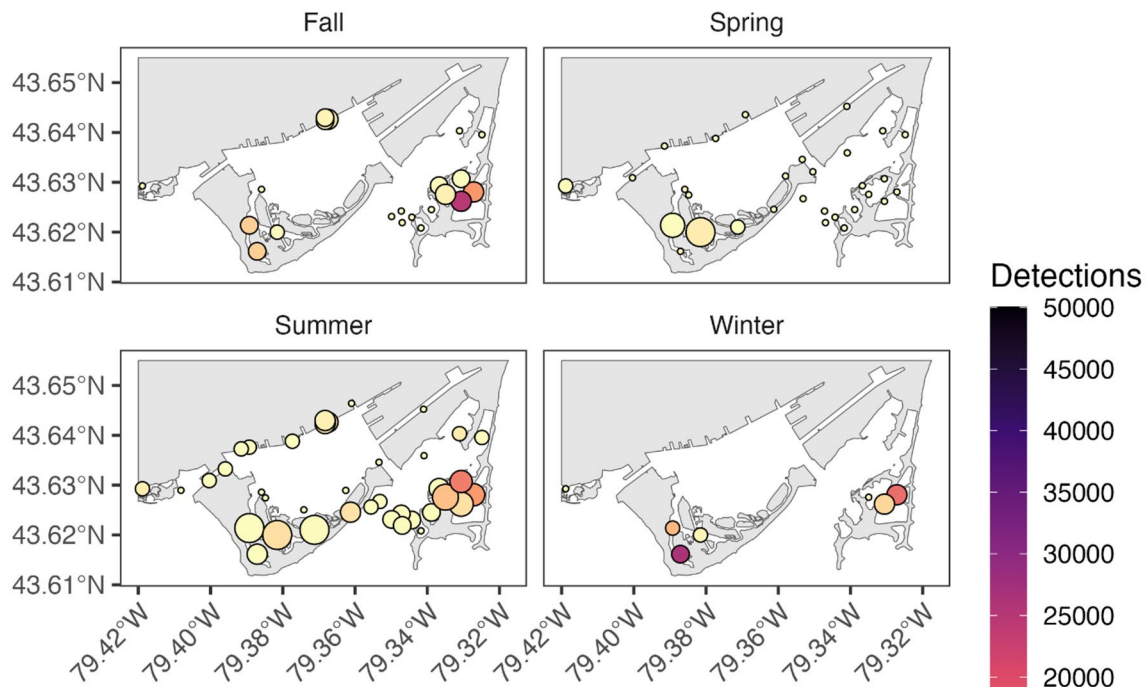 Fall
Spring
43.65°N
43.64°N
43.63°N
43.62°N
43.61°N
Summer
Winter
43.65°N
43.64°N
43.63°N
43.62°N
43.61°N
79.42°W
79.40°W
79.38°W
79.36°W
79.34°W
79.32°W
79.42°W
79.40°W
79.38°W
79.36°W
79.34°W
79.32°W
Detections
50000
45000
40000
35000
30000
25000
20000